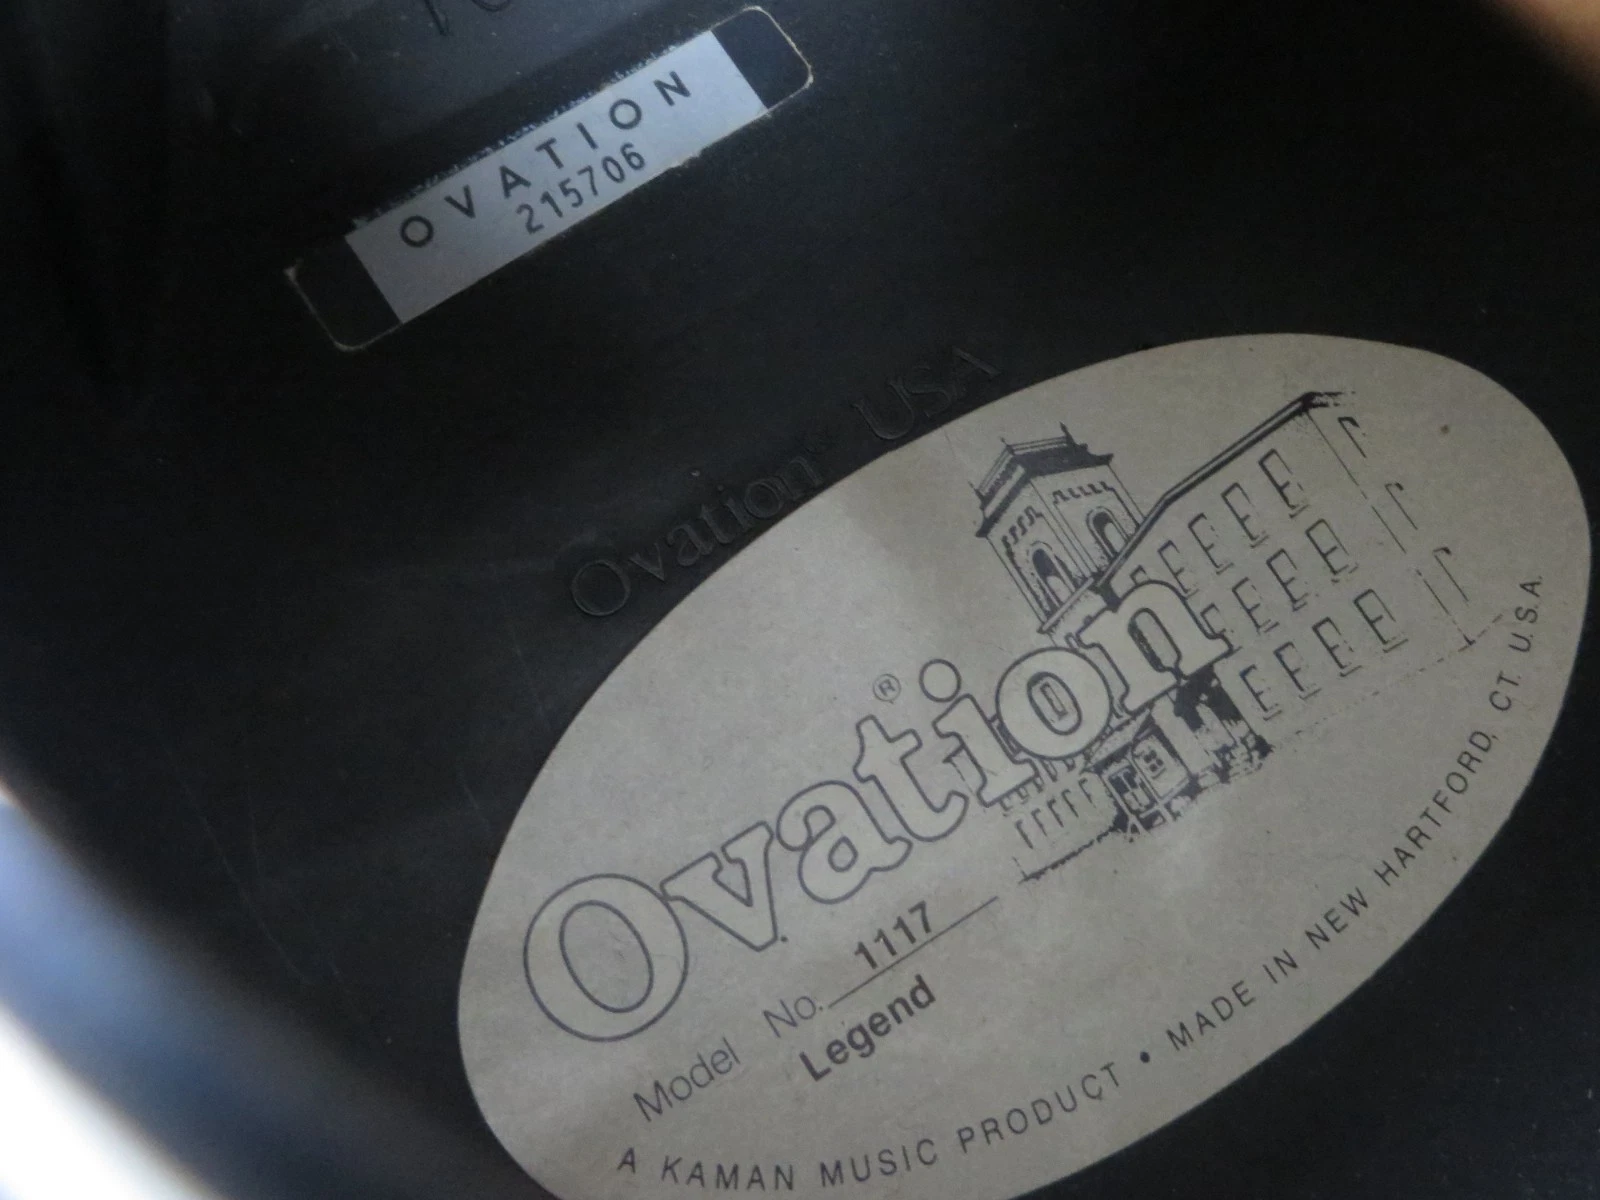 OVATION
215706
Ovation USA
Ovation®
Model No. 1117
Legend
A KAMAN MUSIC PRODUCT • MADE IN NEW HARTFORD, CT. U.S.A.